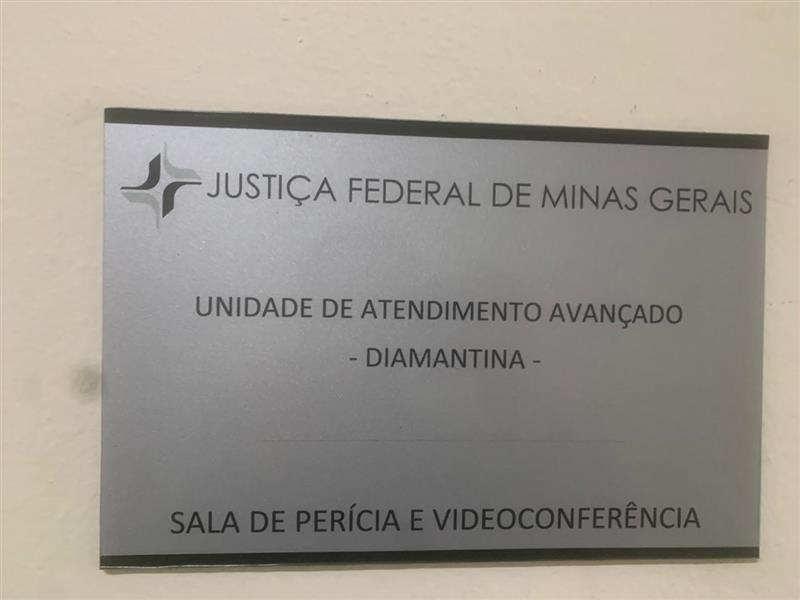 JUSTIÇA FEDERAL DE MINAS GERAIS
UNIDADE DE ATENDIMENTO AVANÇADO
- DIAMANTINA -
SALA DE PERÍCIA E VIDEOCONFERÊNCIA